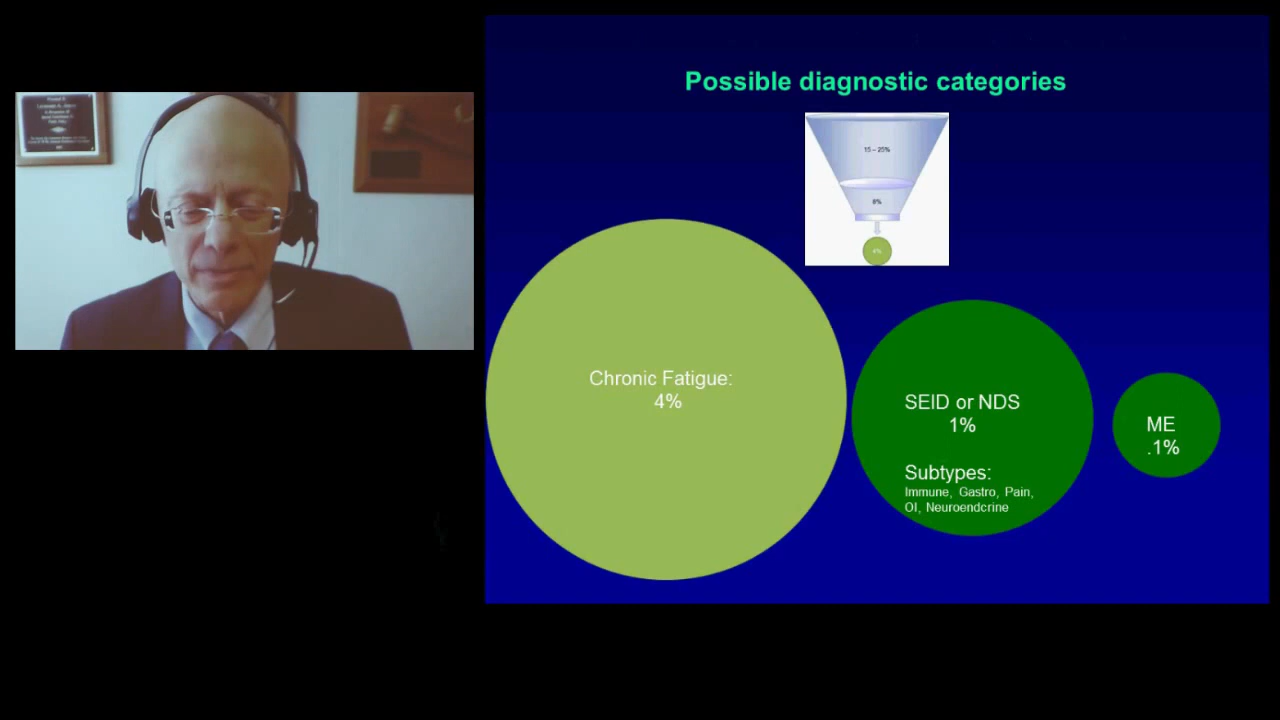 Possible diagnostic categories
15 – 25%
8%
4%
Chronic Fatigue:
4%
SEID or NDS
1%
Subtypes:
Immune, Gastro, Pain,
OI, Neuroendcrine
ME
.1%